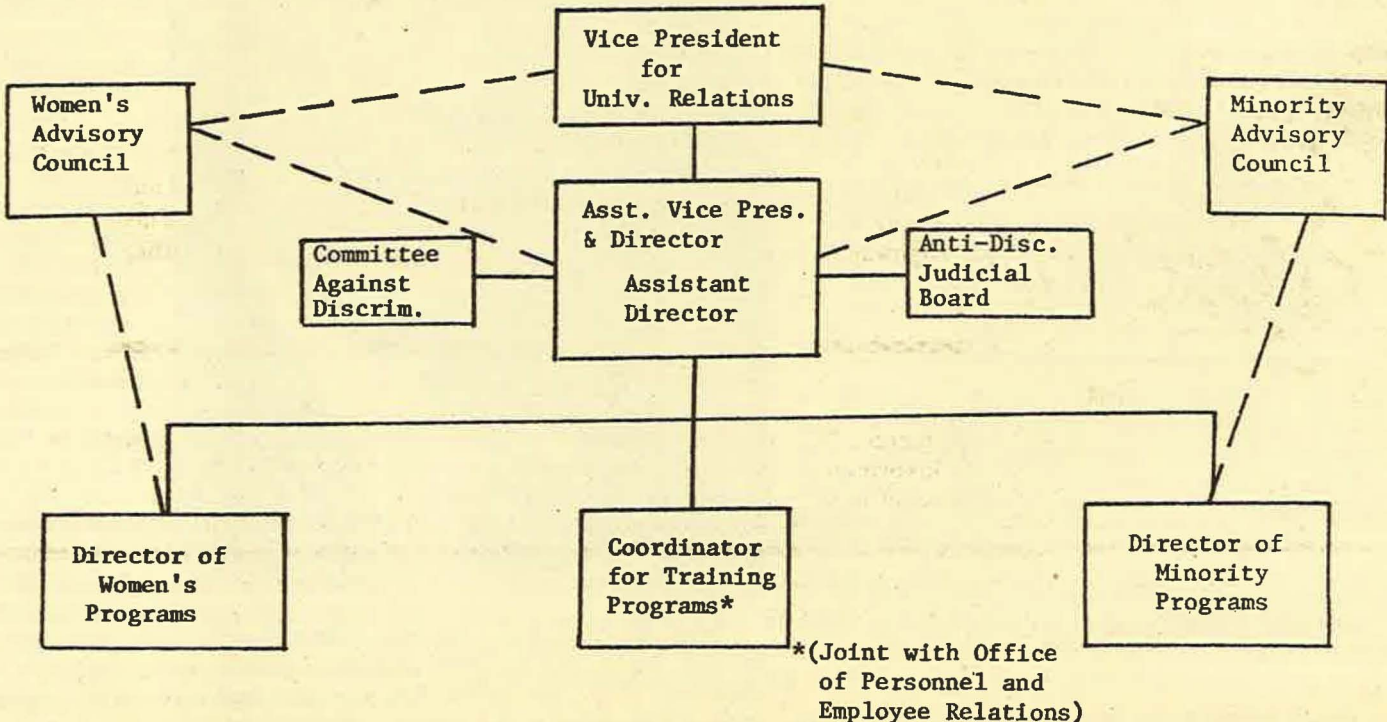 Vice President
for
Univ. Relations
Women's
Advisory
Council
Minority
Advisory
Council
Asst. Vice Pres.
& Director
Assistant
Director
Committee
Against
Discrim.
Anti-Disc.
Judicial
Board
Director of
Women's
Programs
Coordinator
for Training
Programs*
Director of
Minority
Programs
*(Joint with Office
of Personnel and
Employee Relations)